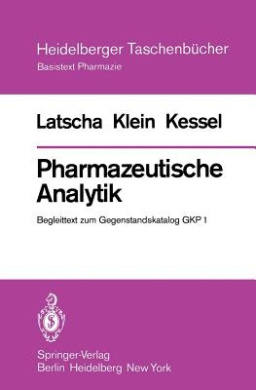 Heidelberger Taschenbücher
Basistext Pharmazie
Latscha Klein Kessel
Pharmazeutische
Analytik
Begleittext zum Gegenstandskatalog GKP 1
Springer-Verlag
Berlin Heidelberg New York